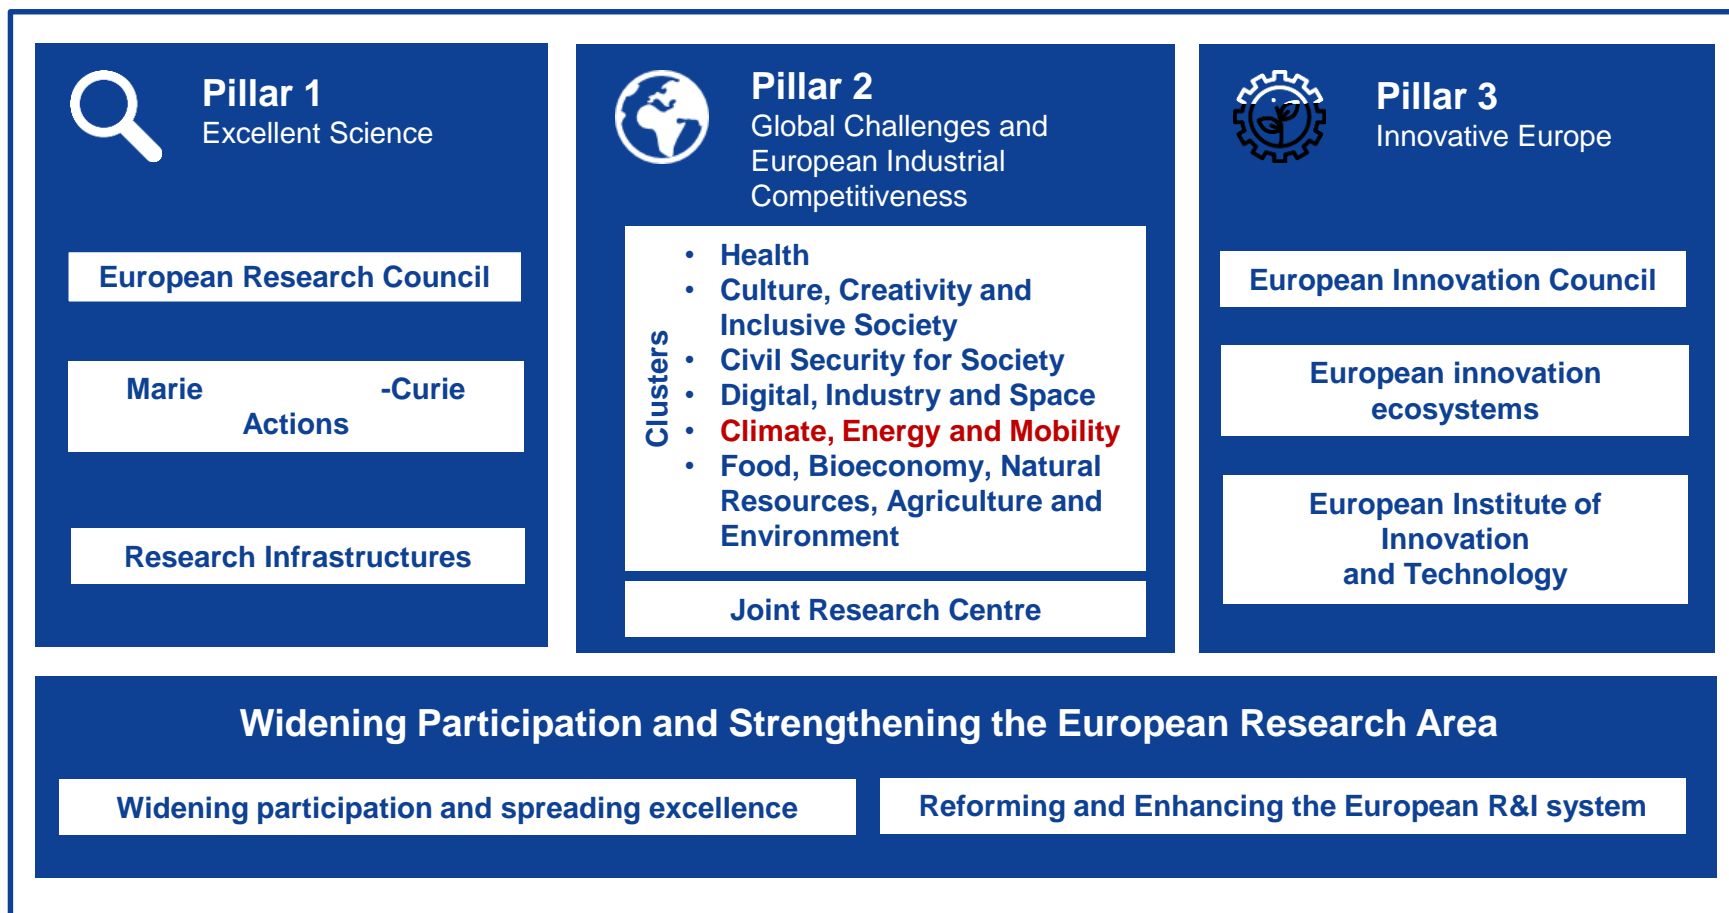 Pillar 1
Excellent Science
European Research Council
Marie -Curie
Actions
Research Infrastructures
Pillar 2
Global Challenges and
European Industrial
Competitiveness
Clusters
• Health
• Culture, Creativity and
Inclusive Society
• Civil Security for Society
• Digital, Industry and Space
• Climate, Energy and Mobility
• Food, Bioeconomy, Natural
Resources, Agriculture and
Environment
Joint Research Centre
Pillar 3
Innovative Europe
European Innovation Council
European innovation
ecosystems
European Institute of
Innovation
and Technology
Widening Participation and Strengthening the European Research Area
Widening participation and spreading excellence
Reforming and Enhancing the European R&I system